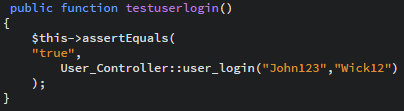 public function testuserlogin()
{
$this->assertEquals(
"true",
User_Controller::user_login("John123","Wick12")
);
}